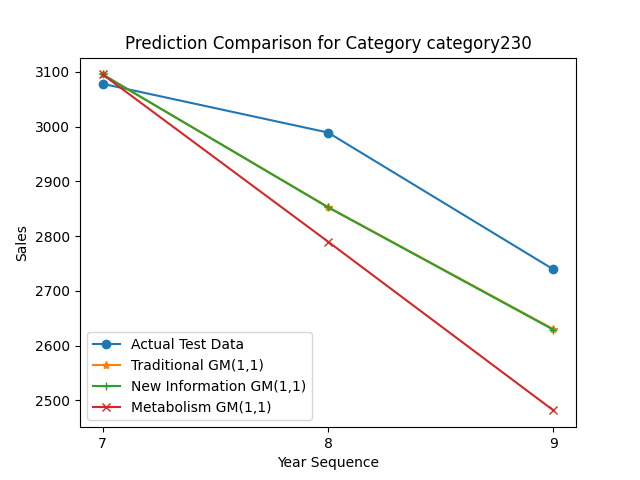 Prediction Comparison for Category category230
3100
3000
2900
2800
2700
2600
2500
Sales
Actual Test Data
Traditional GM(1,1)
New Information GM(1,1)
Metabolism GM(1,1)
7
8
9
Year Sequence